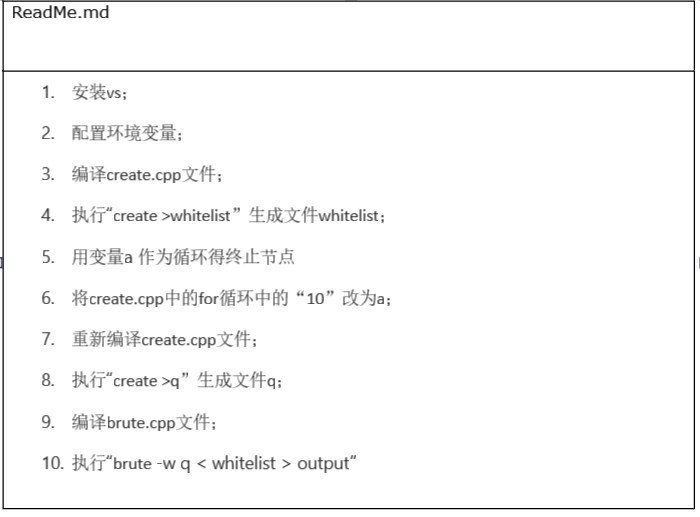 ReadMe.md
1. 安装vs；
2. 配置环境变量；
3. 编译create.cpp文件；
4. 执行“create >whitelist”生成文件whitelist；
5. 用变量a 作为循环得终止节点
6. 将create.cpp中的for循环中的“10”改为a；
7. 重新编译create.cpp文件；
8. 执行“create >q”生成文件q；
9. 编译brute.cpp文件；
10. 执行“brute -w q < whitelist > output“